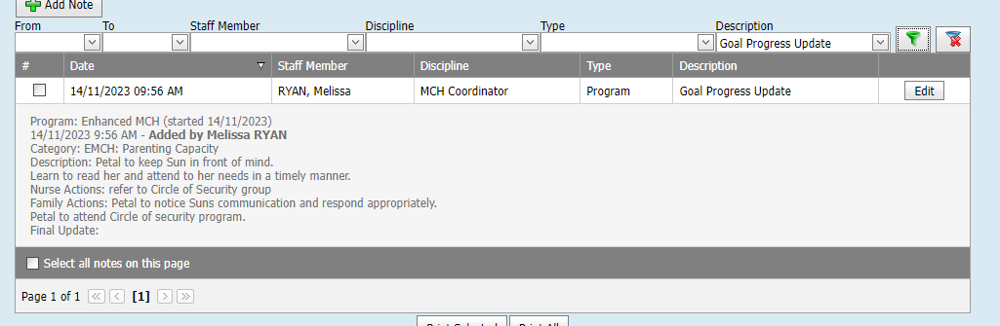 Add Note
From To Staff Member Discipline Type Description
Goal Progress Update
# Date Staff Member Discipline Type Description
14/11/2023 09:56 AM RYAN, Melissa MCH Coordinator Program Goal Progress Update Edit
Program: Enhanced MCH (started 14/11/2023)
14/11/2023 9:56 AM - Added by Melissa RYAN
Category: EMCH: Parenting Capacity
Description: Petal to keep Sun in front of mind.
Learn to read her and attend to her needs in a timely manner.
Nurse Actions: refer to Circle of Security group
Family Actions: Petal to notice Suns communication and respond appropriately.
Petal to attend Circle of security program.
Final Update:
Select all notes on this page
Page 1 of 1 [1]
Print Selected Print All